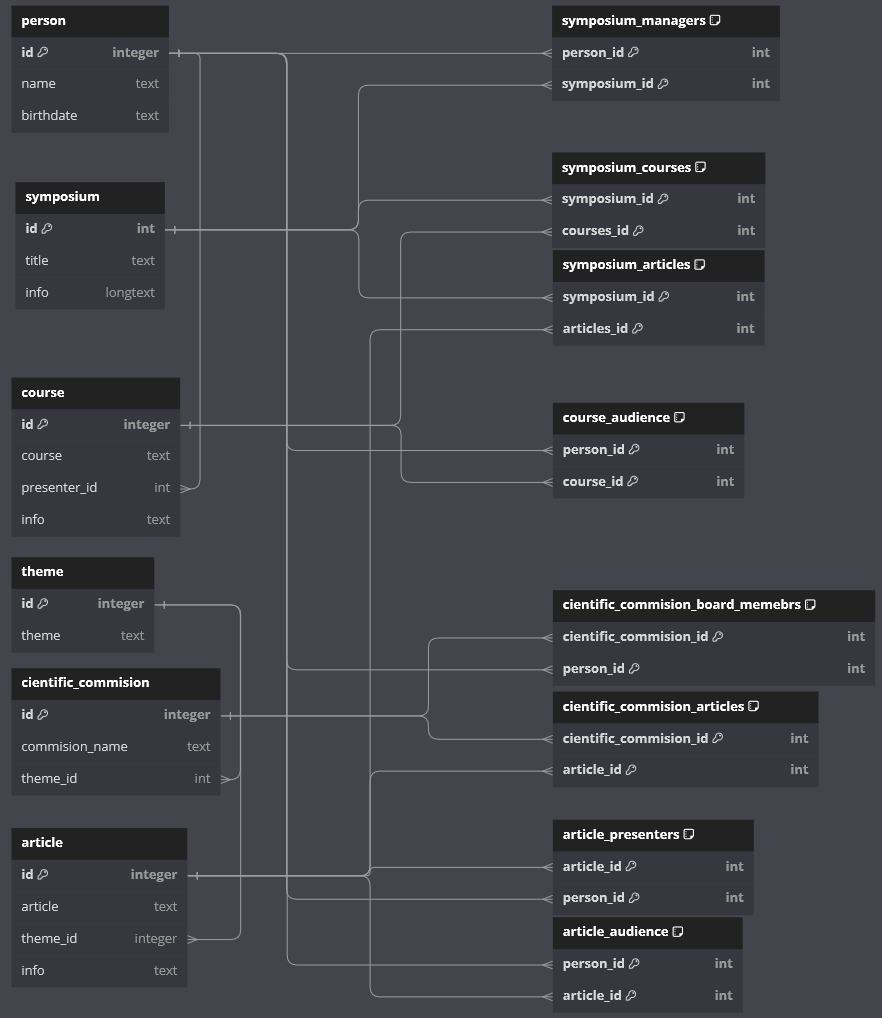 person
id integer
name text
birthdate text
symposium
id int
title text
info longtext
course
id integer
course text
presenter_id int
info text
theme
id integer
theme text
cientific_commision
id integer
commision_name text
theme_id int
article
id integer
article text
theme_id integer
info text
symposium_managers
person_id int
symposium_id int
symposium_courses
symposium_id int
courses_id int
symposium_articles
symposium_id int
articles_id int
course_audience
person_id int
course_id int
cientific_commision_board_memebrs
cientific_commision_id int
person_id int
cientific_commision_articles
cientific_commision_id int
article_id int
article_presenters
article_id int
person_id int
article_audience
person_id int
article_id int